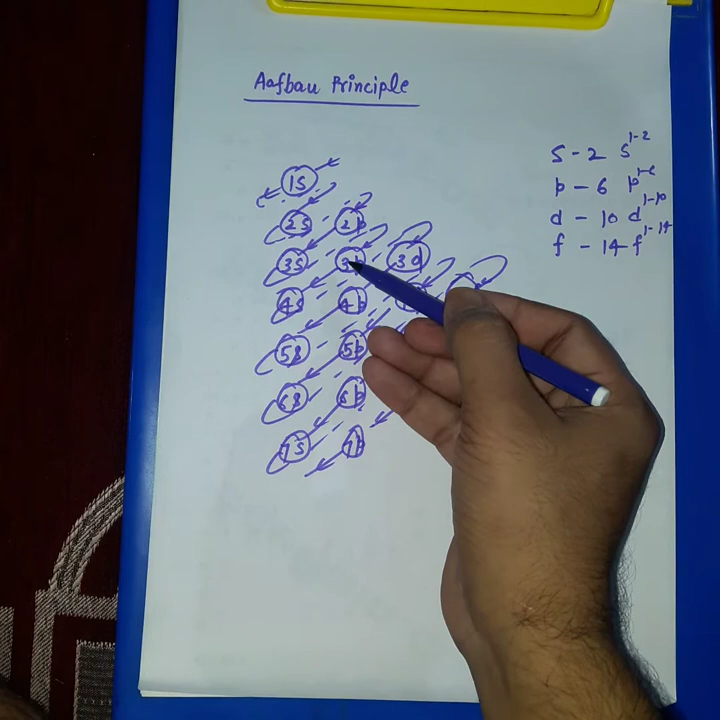 Aafbau Principle
s - 2 s¹⁻²
p - 6 p¹⁻⁶
d - 10 d¹⁻¹⁰
f - 14 f¹⁻¹⁴
1s
2s 2p
3s 3p 3d
4s 4p
5s 5p
6s 6p
7s 7p